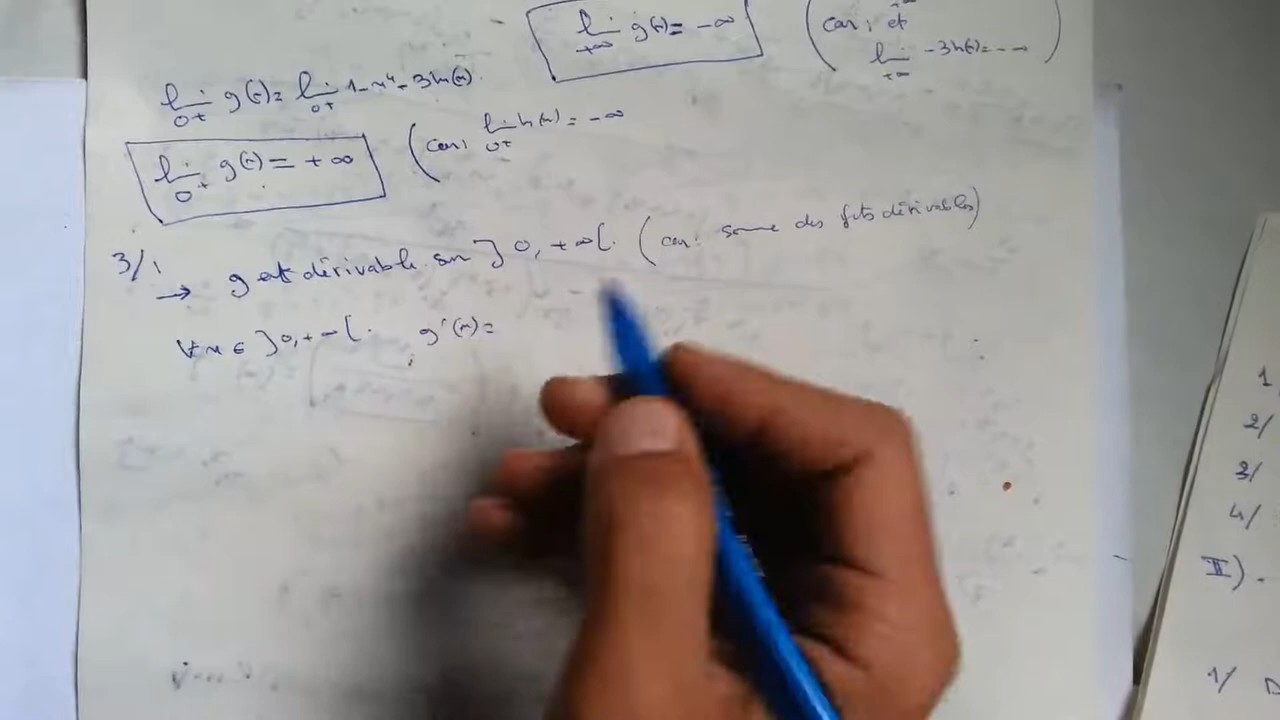 lim g(x) = -∞
+∞
(car, et
lim -3ln(x) = -∞)
+∞
lim g(x) = lim 1 - x⁴ - 3ln(x)
0+ 0+
lim g(x) = +∞
0+
(car, lim ln(x) = -∞
0+
3/
→ g est dérivable sur ]0, +∞[. (car: some des fcts dérivables)
∀x ∈ ]0, +∞[. g'(x) =
1
2/
3/
4/
II) -
1/ D